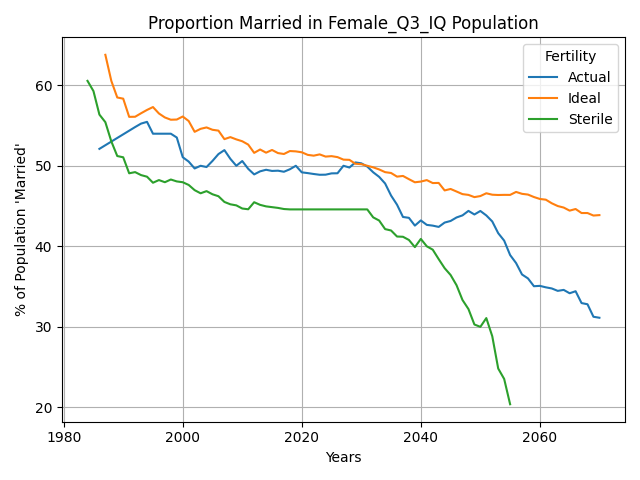 Proportion Married in Female_Q3_IQ Population
% of Population 'Married'
60
50
40
30
20
1980
2000
2020
2040
2060
Years
Fertility
Actual
Ideal
Sterile